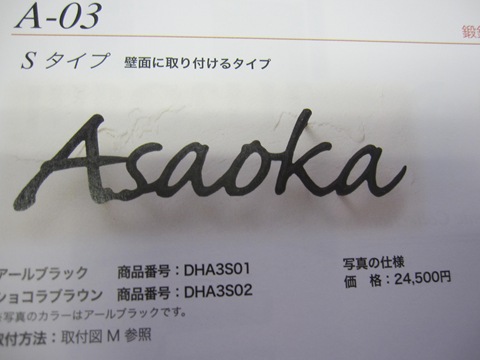 A-03
鍛
S タイプ 壁面に取り付けるタイプ
Asaoka
アールブラック 商品番号：DHA3S01
ショコラブラウン 商品番号：DHA3S02
※写真のカラーはアールブラックです。
取付方法：取付図 M 参照
写真の仕様
価　格：24,500円